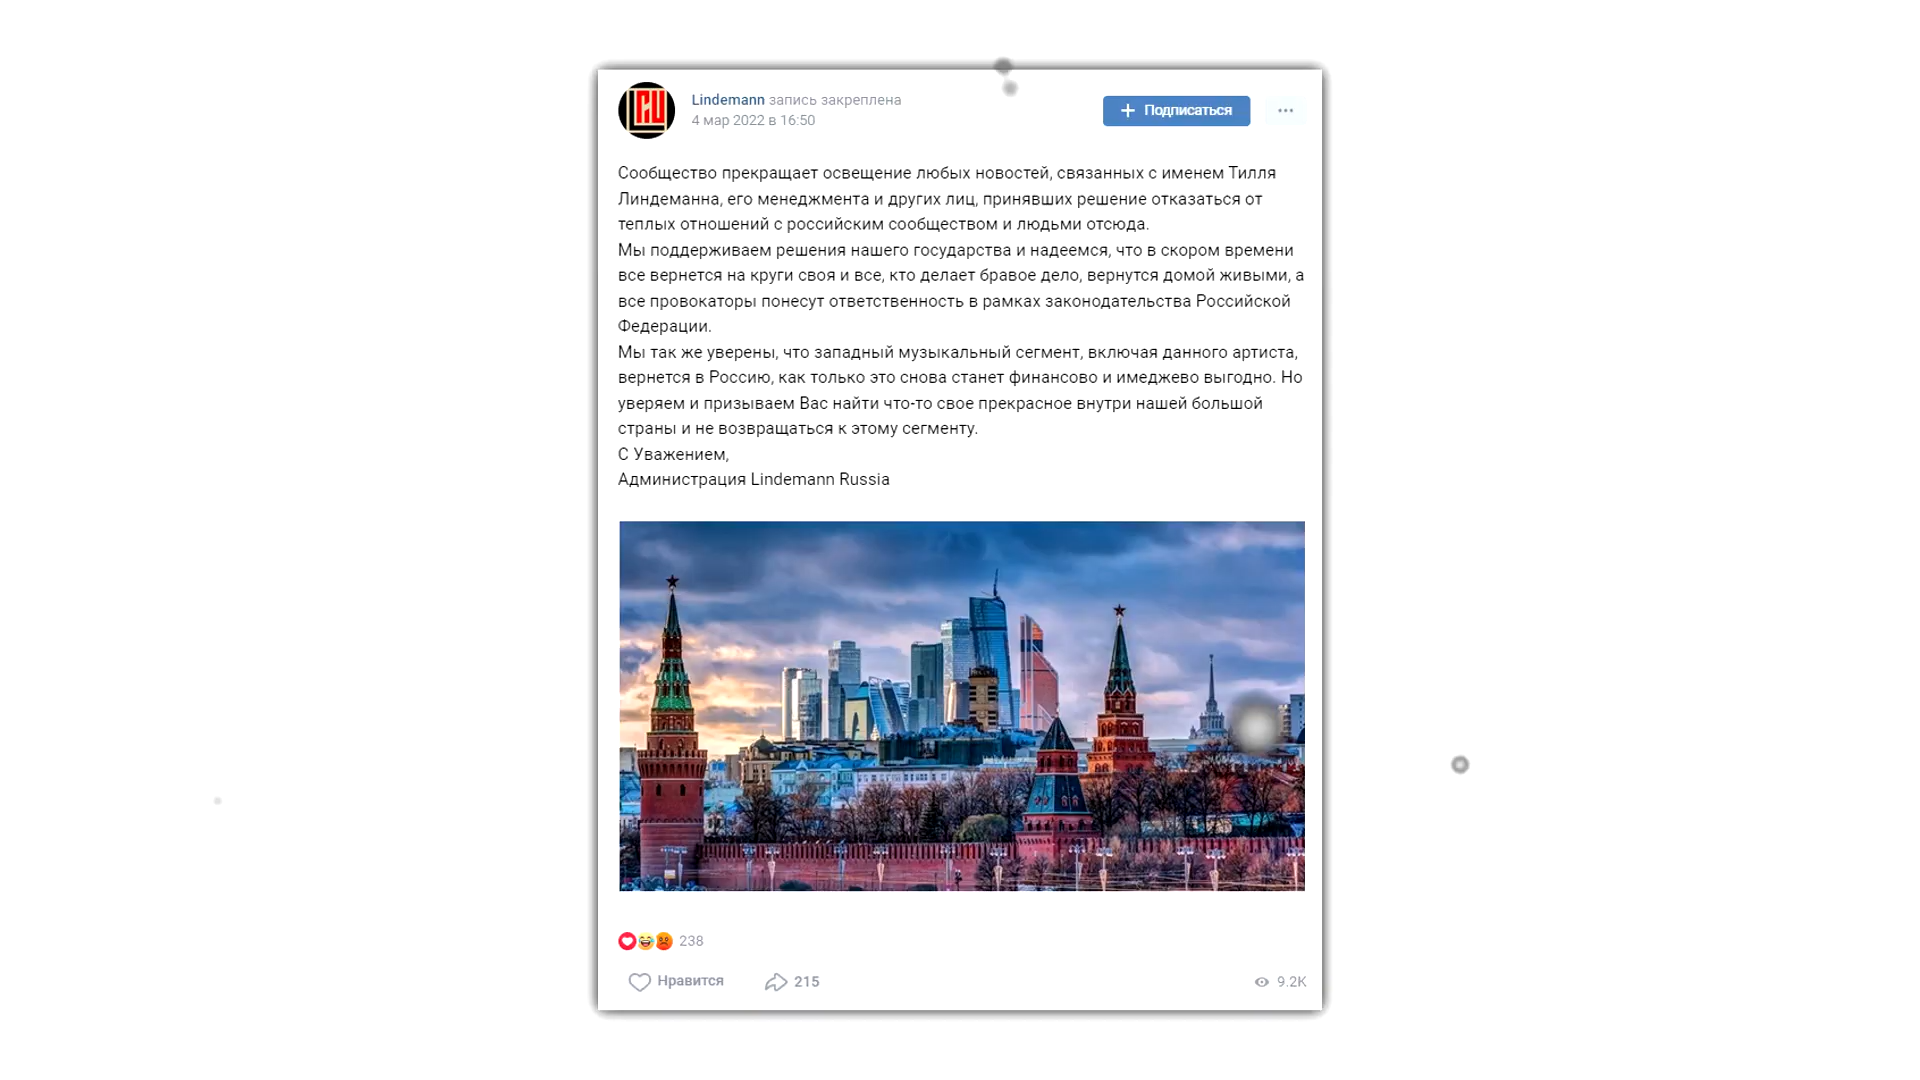 Lindemann запись закреплена
4 мар 2022 в 16:50
+ Подписаться
Сообщество прекращает освещение любых новостей, связанных с именем Тилля
Линдеманна, его менеджмента и других лиц, принявших решение отказаться от
теплых отношений с российским сообществом и людьми отсюда.
Мы поддерживаем решения нашего государства и надеемся, что в скором времени
все вернется на круги своя и все, кто делает бравое дело, вернутся домой живыми, а
все провокаторы понесут ответственность в рамках законодательства Российской
Федерации.
Мы так же уверены, что западный музыкальный сегмент, включая данного артиста,
вернется в Россию, как только это снова станет финансово и имеджево выгодно. Но
уверяем и призываем Вас найти что-то свое прекрасное внутри нашей большой
страны и не возвращаться к этому сегменту.
С Уважением,
Администрация Lindemann Russia
238
Нравится 215 9.2K